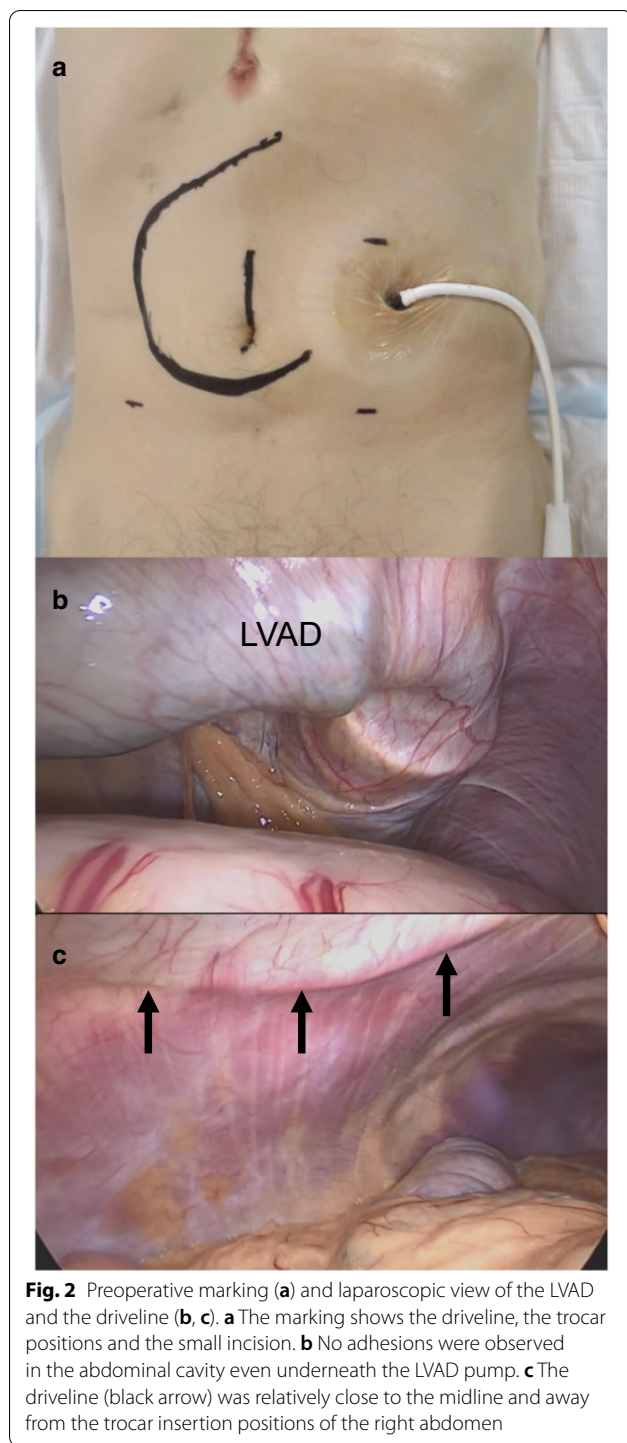 a
b
LVAD
c
Fig. 2 Preoperative marking (a) and laparoscopic view of the LVAD
and the driveline (b, c). a The marking shows the driveline, the trocar
positions and the small incision. b No adhesions were observed
in the abdominal cavity even underneath the LVAD pump. c The
driveline (black arrow) was relatively close to the midline and away
from the trocar insertion positions of the right abdomen